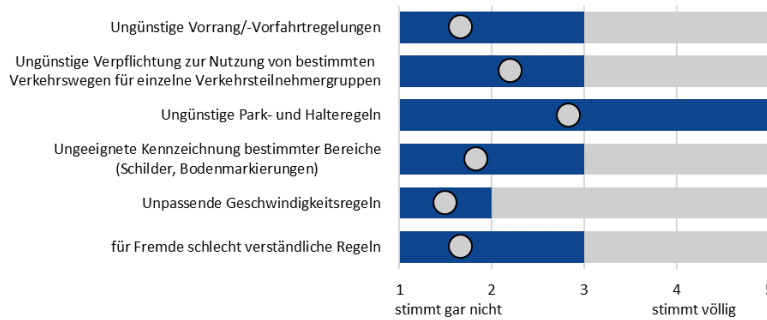 Ungünstige Vorrang/-Vorfahrtregelungen
Ungünstige Verpflichtung zur Nutzung von bestimmten
Verkehrswegen für einzelne Verkehrsteilnehmergruppen
Ungünstige Park- und Halteregeln
Ungeeignete Kennzeichnung bestimmter Bereiche
(Schilder, Bodenmarkierungen)
Unpassende Geschwindigkeitsregeln
für Fremde schlecht verständliche Regeln
1 2 3 4 5
stimmt gar nicht stimmt völlig